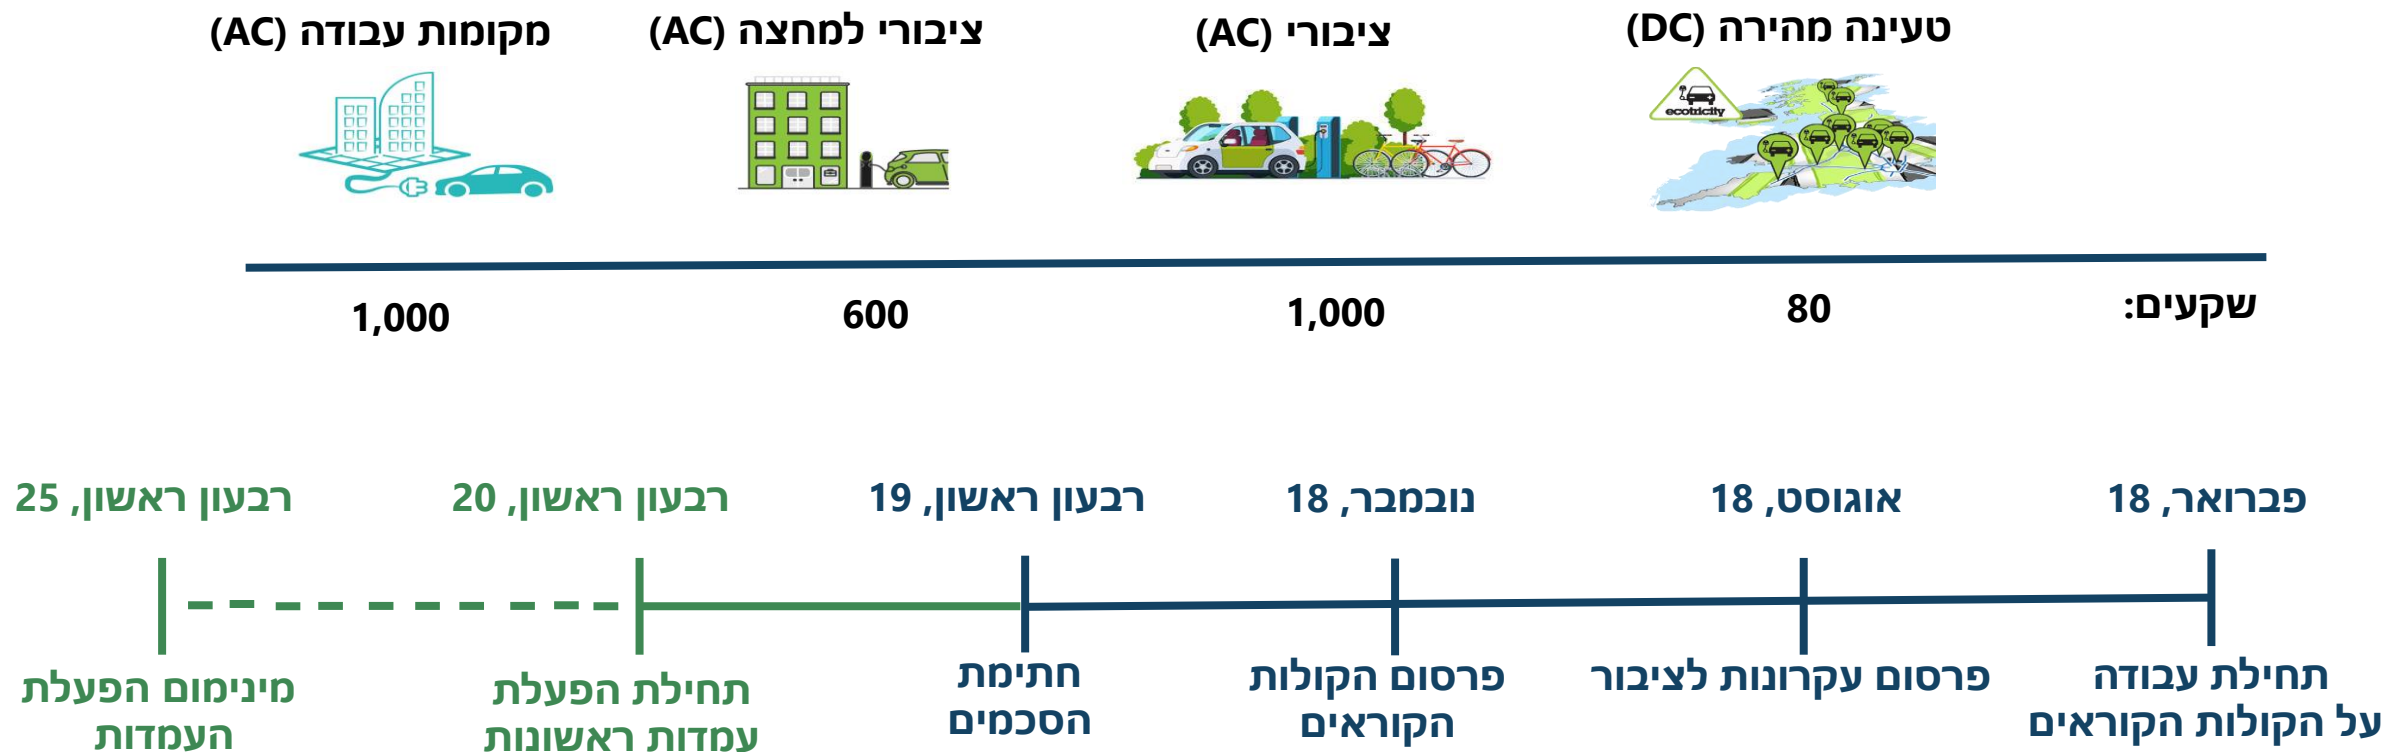 טעינה מהירה (DC)
ציבורי (AC)
ציבורי למחצה (AC)
מקומות עבודה (AC)
ecotricity
שקעים:
80
1,000
600
1,000
פברואר, 18
אוגוסט, 18
נובמבר, 18
רבעון ראשון, 19
רבעון ראשון, 20
רבעון ראשון, 25
תחילת עבודה
על הקולות הקוראים
פרסום עקרונות לציבור
פרסום הקולות
הקוראים
חתימת
הסכמים
תחילת הפעלת
עמדות ראשונות
מינימום הפעלת
העמדות